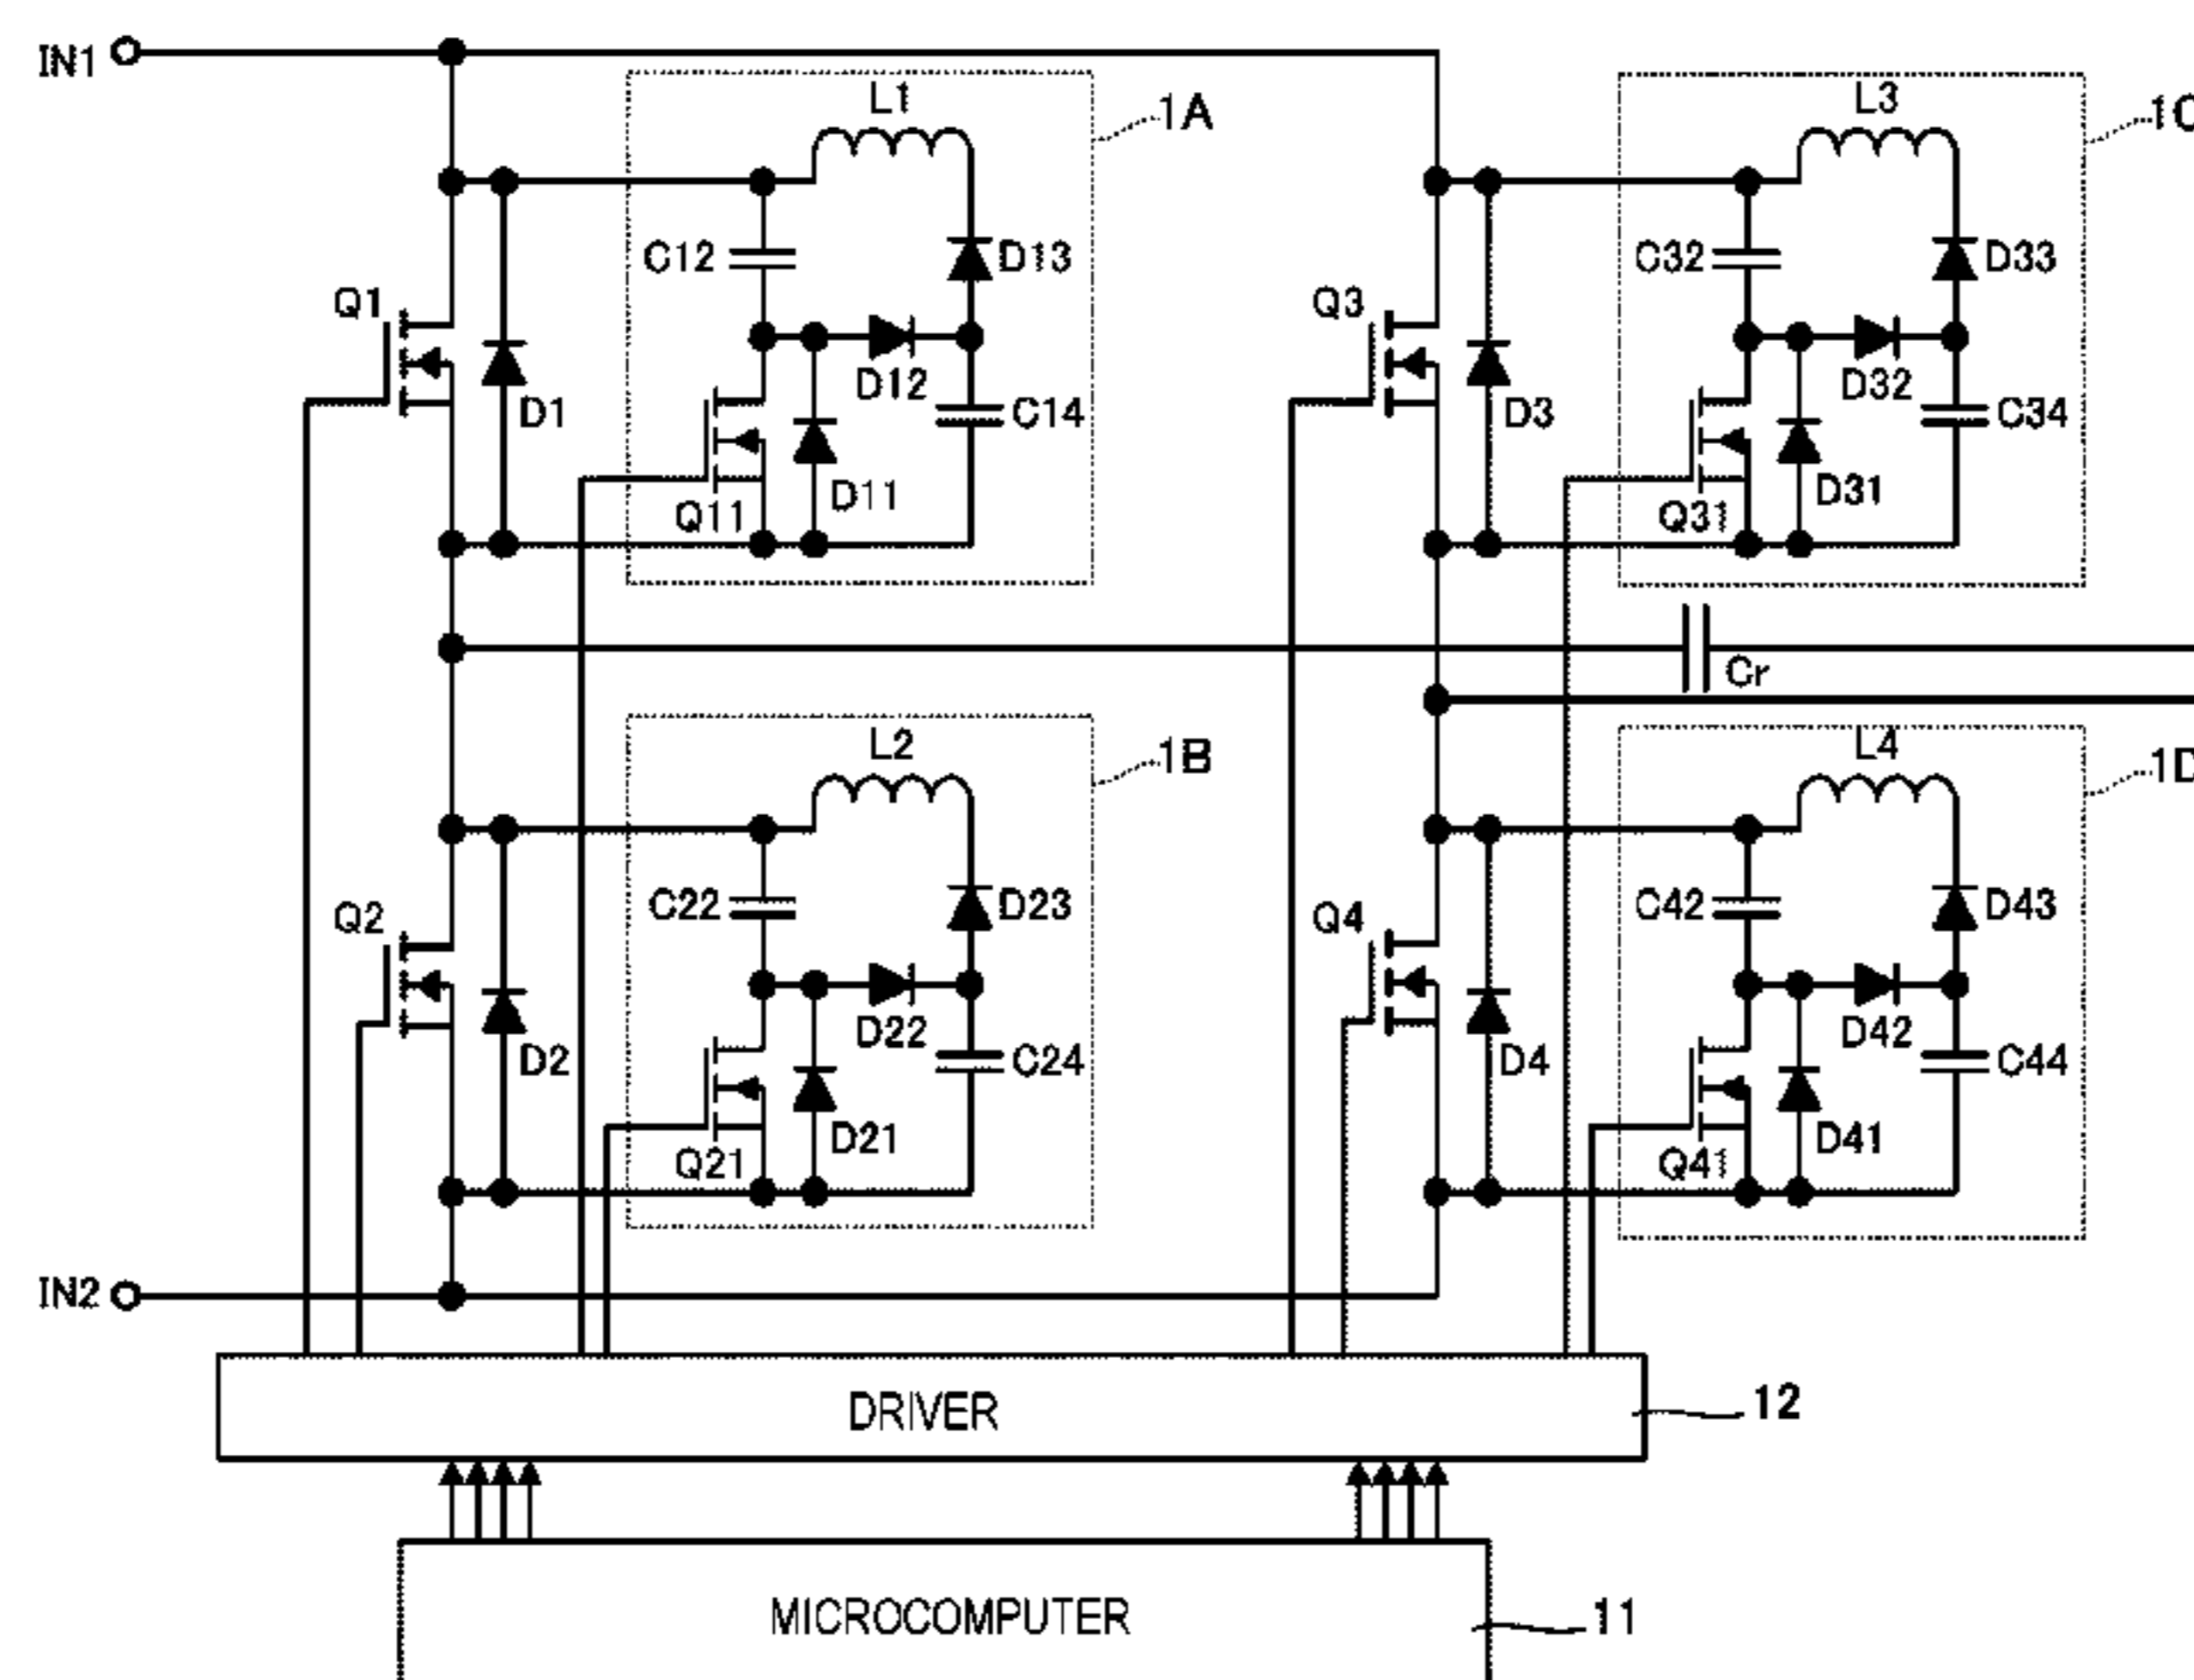 IN1
L1
1A
L3
1C
C12
D13
C32
D33
Q1
Q3
D12
D32
D1
C14
D3
C34
D11
D31
Q11
Q31
Cr
L2
1B
L4
1D
C22
D23
C42
D43
Q2
Q4
D22
D42
D2
C24
D4
C44
D21
D41
Q21
Q41
IN2
DRIVER
12
MICROCOMPUTER
11